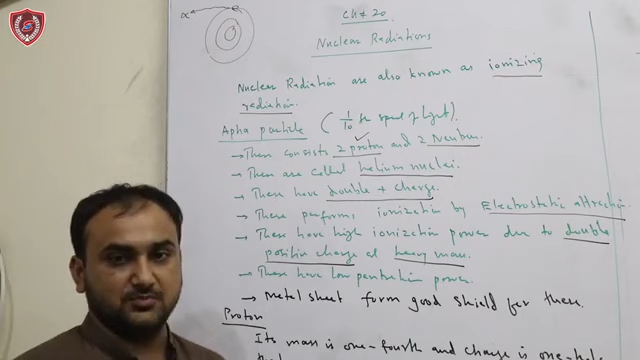 Ch # 20
Nuclear Radiations
α e
Nuclear Radiation are also known as ionizing
radiation.
Apha particle ( 1/10 the speed of light).
→ These consists 2 proton and 2 Neutron.
→ These are called helium nuclei.
→ These have double + charge.
→ These performs ionization by Electrostatic attraction
→ These have high ionization power due to double
positive charge at heavy mass.
→ These have low power.
→ Metal sheet form good shield for these.
Proton
Its mass is one-fourth and charge is one-half